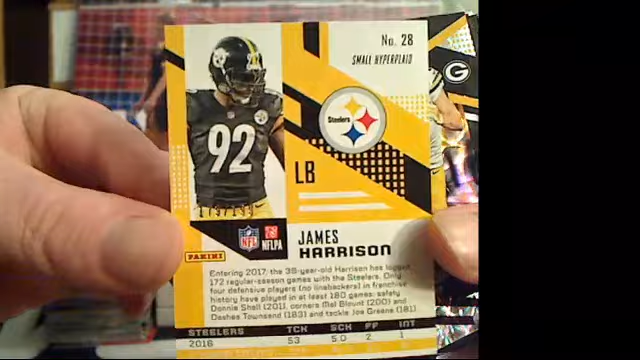 No. 28
SMALL HYPERPLAID
Steelers
92
LB
NFL
NFLPA
PANINI
JAMES
HARRISON
Entering 2017, the 38-year-old Harrison has logged
172 regular-season games with the Steelers. Only
four defensive players (no linebackers) in franchise
history have played in at least 180 games: safety
Donnie Shell (201), corners Mel Blount (200) and
Deshea Townsend (183) and tackle Joe Greene (181)
STEELERS TCK SCK FF INT
2016 53 5.0 2 1